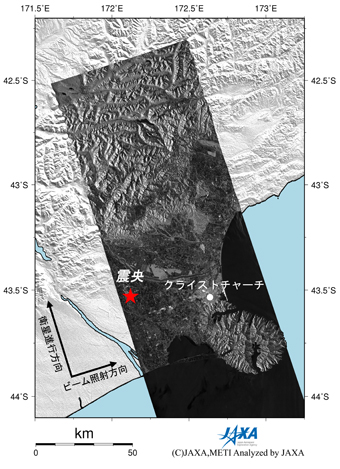 171.5° 172° 172.5° 173°
42.5° 42.5°
43° 43°
震央
クライストチャーチ
43.5° 43.5°
衛星進行方向
ビーム照射方向
44° 44°
km
0 50
JAXA
(C)JAXA,METI Analyzed by JAXA